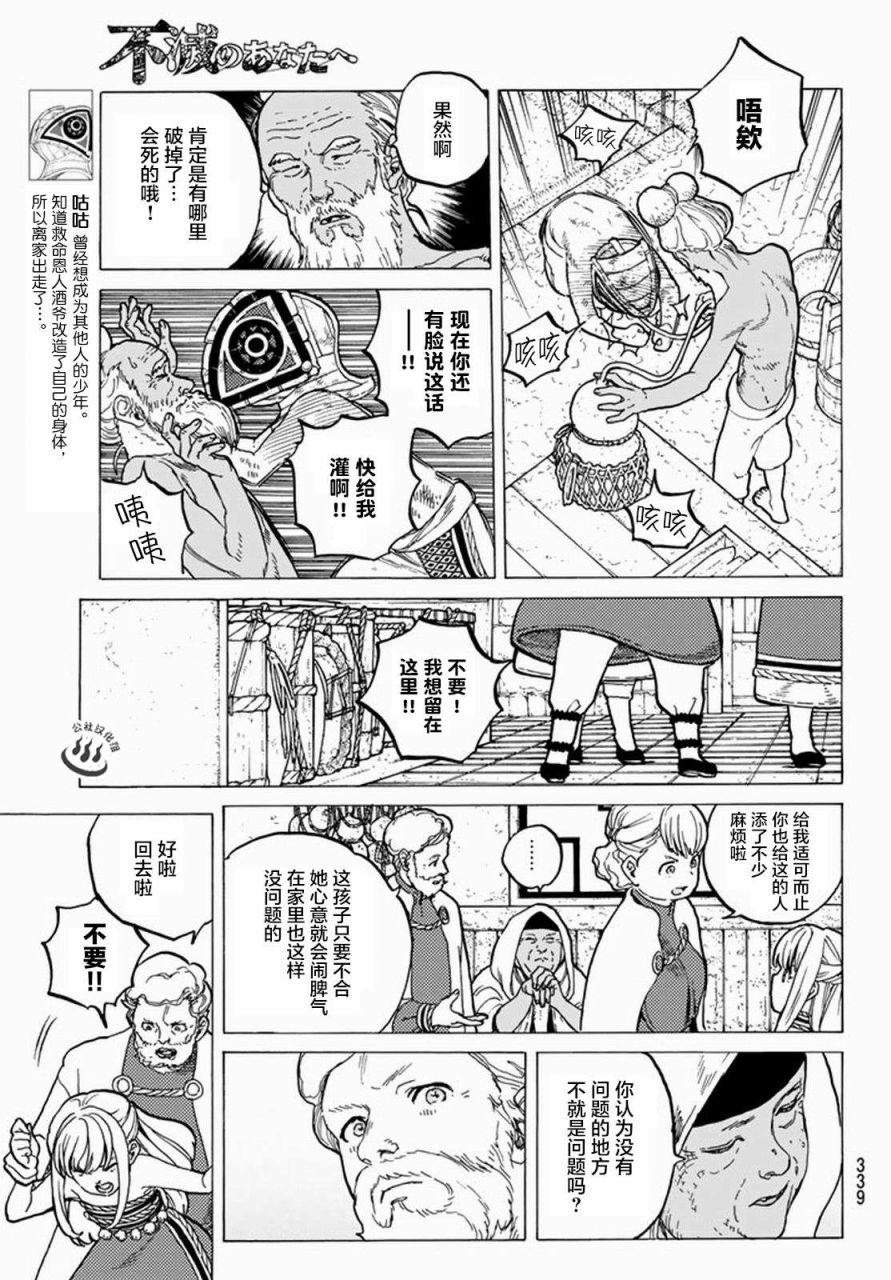 不滅のあなたへ
唔欸
咳咳
咳咳
咳咳
咳咳
果然啊
肯定是有哪里
破掉了…
会死的哦！
咕咕 曾经想成为其他人的少年。
知道救命恩人酒爷改造了自己的身体，
所以离家出走了…。
现在你还
有脸说这话
——!!
快给我
灌啊!!
咦
咦
不要！
我想留在
这里!!
公社汉化组
给我适可而止
你也给这的人
添了不少
麻烦啦
……
这孩子只要不合
她心意就会闹脾气
在家里也这样
没问题的
好啦
回去啦
不要!!
你认为没有
问题的地方
不就是问题吗？
339